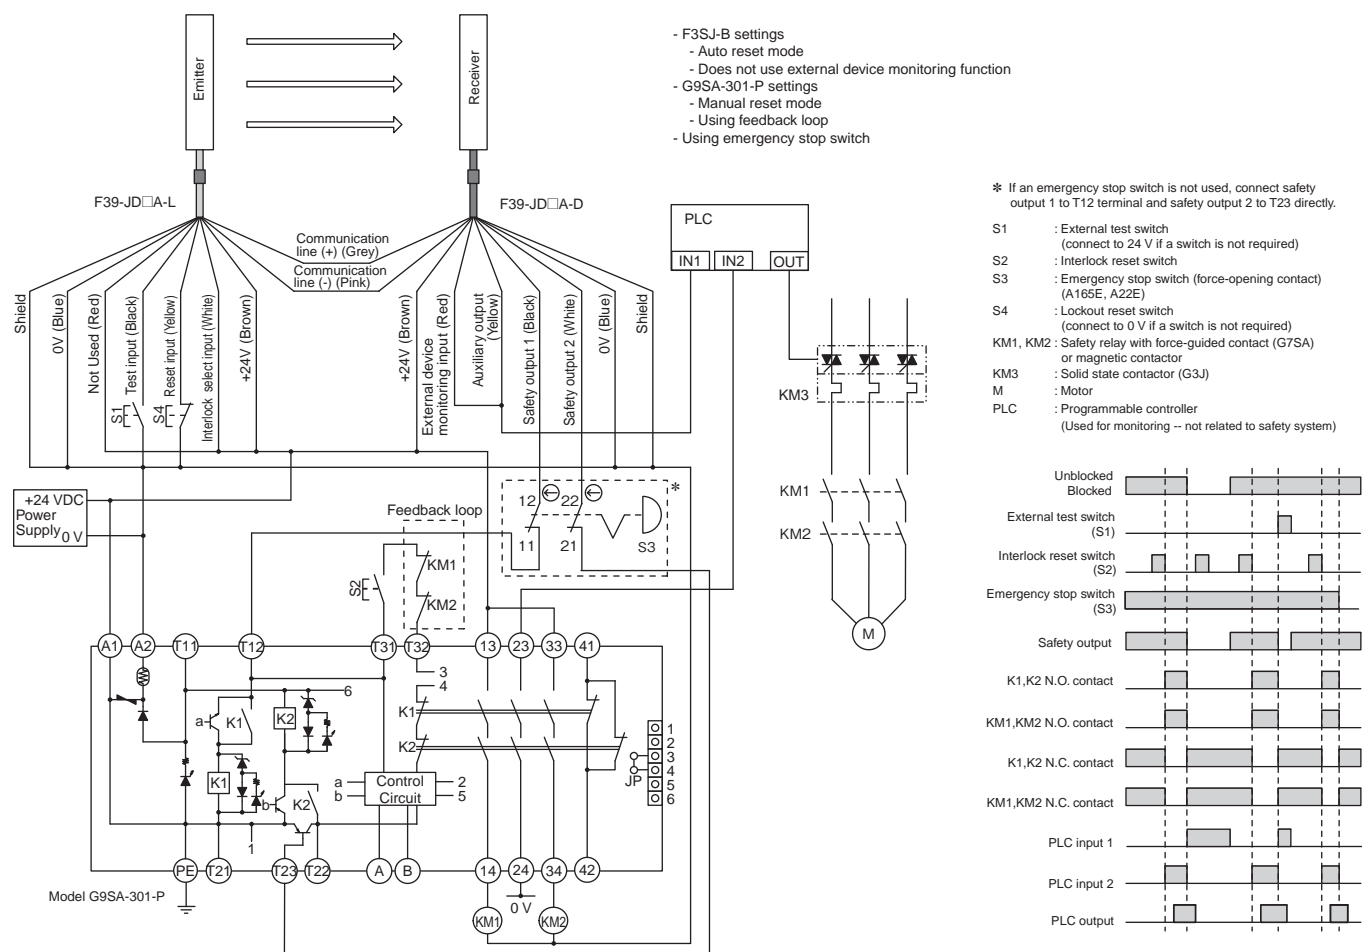 Emitter
Receiver
- F3SJ-B settings
- Auto reset mode
- Does not use external device monitoring function
- G9SA-301-P settings
- Manual reset mode
- Using feedback loop
- Using emergency stop switch
F39-JD□A-L
F39-JD□A-D
Communication
line (+) (Grey)
Communication
line (-) (Pink)
Shield
0V (Blue)
Not Used (Red)
Test input (Black)
Reset input (Yellow)
Interlock select input (White)
+24V (Brown)
+24V (Brown)
External device
monitoring input (Red)
Auxiliary output
(Yellow)
Safety output 1 (Black)
Safety output 2 (White)
0V (Blue)
Shield
S1
S4
PLC
IN1
IN2
OUT
KM3
KM1
KM2
M
✻ If an emergency stop switch is not used, connect safety
output 1 to T12 terminal and safety output 2 to T23 directly.
S1 : External test switch
(connect to 24 V if a switch is not required)
S2 : Interlock reset switch
S3 : Emergency stop switch (force-opening contact)
(A165E, A22E)
S4 : Lockout reset switch
(connect to 0 V if a switch is not required)
KM1, KM2 : Safety relay with force-guided contact (G7SA)
or magnetic contactor
KM3 : Solid state contactor (G3J)
M : Motor
PLC : Programmable controller
(Used for monitoring -- not related to safety system)
+24 VDC
Power
Supply 0 V
Feedback loop
S2
KM1
KM2
✻
12
22
11
21
S3
A1
A2
T11
T12
T31
T32
13
23
33
41
3
4
6
a
K1
K2
K1
K2
K1
b
K2
a
b
Control
Circuit
2
5
JP
1
2
3
4
5
6
1
PE
T21
T23
T22
A
B
14
24
34
42
Model G9SA-301-P
KM1
0 V
KM2
Unblocked
Blocked
External test switch
(S1)
Interlock reset switch
(S2)
Emergency stop switch
(S3)
Safety output
K1,K2 N.O. contact
KM1,KM2 N.O. contact
K1,K2 N.C. contact
KM1,KM2 N.C. contact
PLC input 1
PLC input 2
PLC output